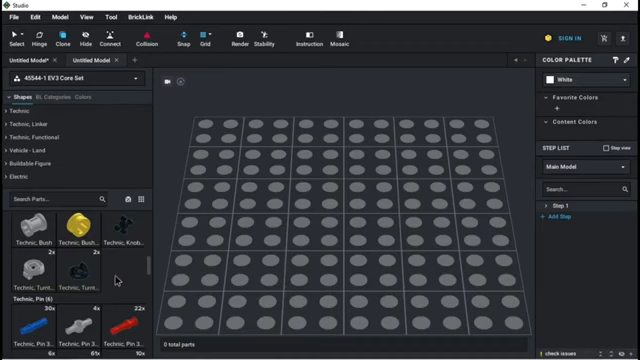 Studio
File Edit Model View Tool BrickLink Help
Select Hinge Clone Hide Connect Collision Snap Grid Render Stability Instruction Mosaic SIGN IN
Untitled Model* Untitled Model
COLOR PALETTE
45544-1 EV3 Core Set
White
Shapes BL Categories Colors
Favorite Colors
Technic
Technic, Linker
Content Colors
Technic, Functional
Vehicle - Land
STEP LIST Step view
Buildable Figure
Main Model
Electric
Search Parts...
Search...
Step 1
Add Step
Technic, Bush Technic, Bush... Technic, Knob...
2x 2x
Technic, Turnt... Technic, Turnt...
Technic, Pin (6)
30x 4x 22x
Technic, Pin 3... Technic, Pin 3... Technic, Pin 3...
6x 61x 10x
0 total parts
check issues